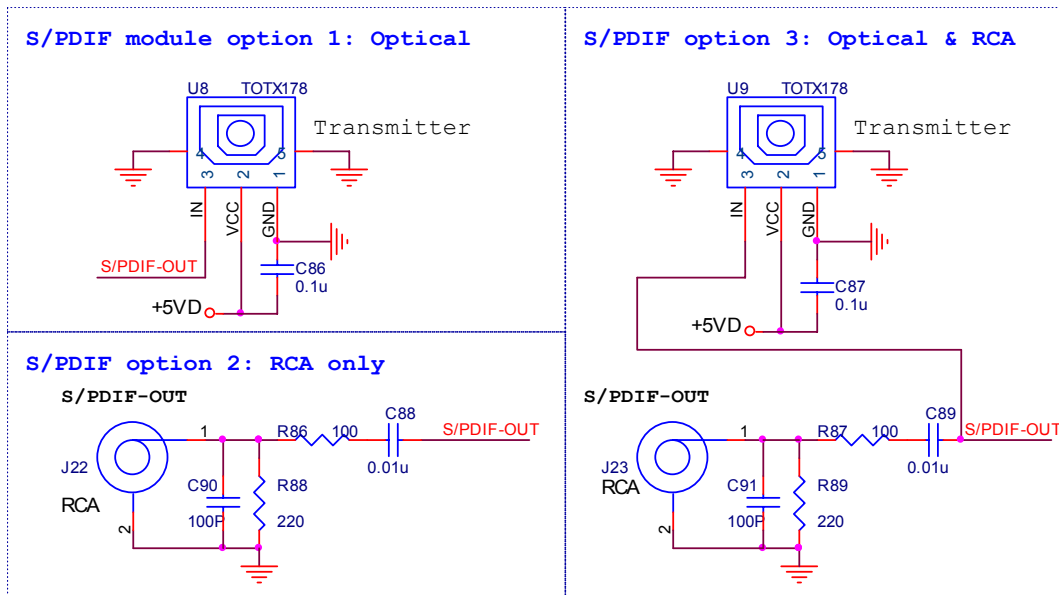 S/PDIF module option 1: Optical
U8 TOTX178
Transmitter
4 5
3 2 1
IN VCC GND
S/PDIF-OUT
C86
0.1u
+5VD
S/PDIF option 2: RCA only
S/PDIF-OUT
1 R86 100 C88 S/PDIF-OUT
0.01u
J22
RCA
C90 R88
100P 220
2
S/PDIF option 3: Optical & RCA
U9 TOTX178
Transmitter
4 5
3 2 1
IN VCC GND
C87
0.1u
+5VD
S/PDIF-OUT
1 R87 100 C89 S/PDIF-OUT
0.01u
J23
RCA
C91 R89
100P 220
2